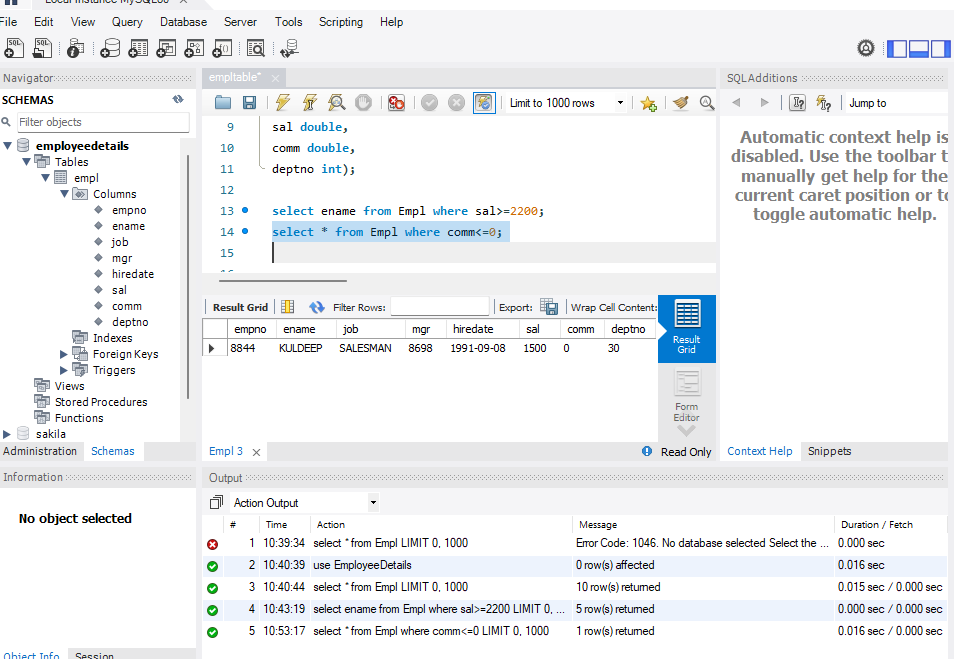 Local instance MySQL80 ×
File Edit View Query Database Server Tools Scripting Help
Navigator
SCHEMAS
Filter objects
employeedetails
Tables
empl
Columns
empno
ename
job
mgr
hiredate
sal
comm
deptno
Indexes
Foreign Keys
Triggers
Views
Stored Procedures
Functions
sakila
Administration Schemas
Information
No object selected
Object Info Session
empltable* ×
Limit to 1000 rows
9 sal double,
10 comm double,
11 deptno int);
12
13 select ename from Empl where sal>=2200;
14 select * from Empl where comm<=0;
15
Result Grid Filter Rows: Export: Wrap Cell Content:
empno ename job mgr hiredate sal comm deptno
8844 KULDEEP SALESMAN 8698 1991-09-08 1500 0 30
Result
Grid
Form
Editor
Empl 3 × Read Only
SQLAdditions
Jump to
Automatic context help is
disabled. Use the toolbar t
manually get help for the
current caret position or to
toggle automatic help.
Context Help Snippets
Output
Action Output
# Time Action Message Duration / Fetch
1 10:39:34 select * from Empl LIMIT 0, 1000 Error Code: 1046. No database selected Select the ... 0.000 sec
2 10:40:39 use EmployeeDetails 0 row(s) affected 0.016 sec
3 10:40:44 select * from Empl LIMIT 0, 1000 10 row(s) returned 0.015 sec / 0.000 sec
4 10:43:19 select ename from Empl where sal>=2200 LIMIT 0, ... 5 row(s) returned 0.000 sec / 0.000 sec
5 10:53:17 select * from Empl where comm<=0 LIMIT 0, 1000 1 row(s) returned 0.016 sec / 0.000 sec